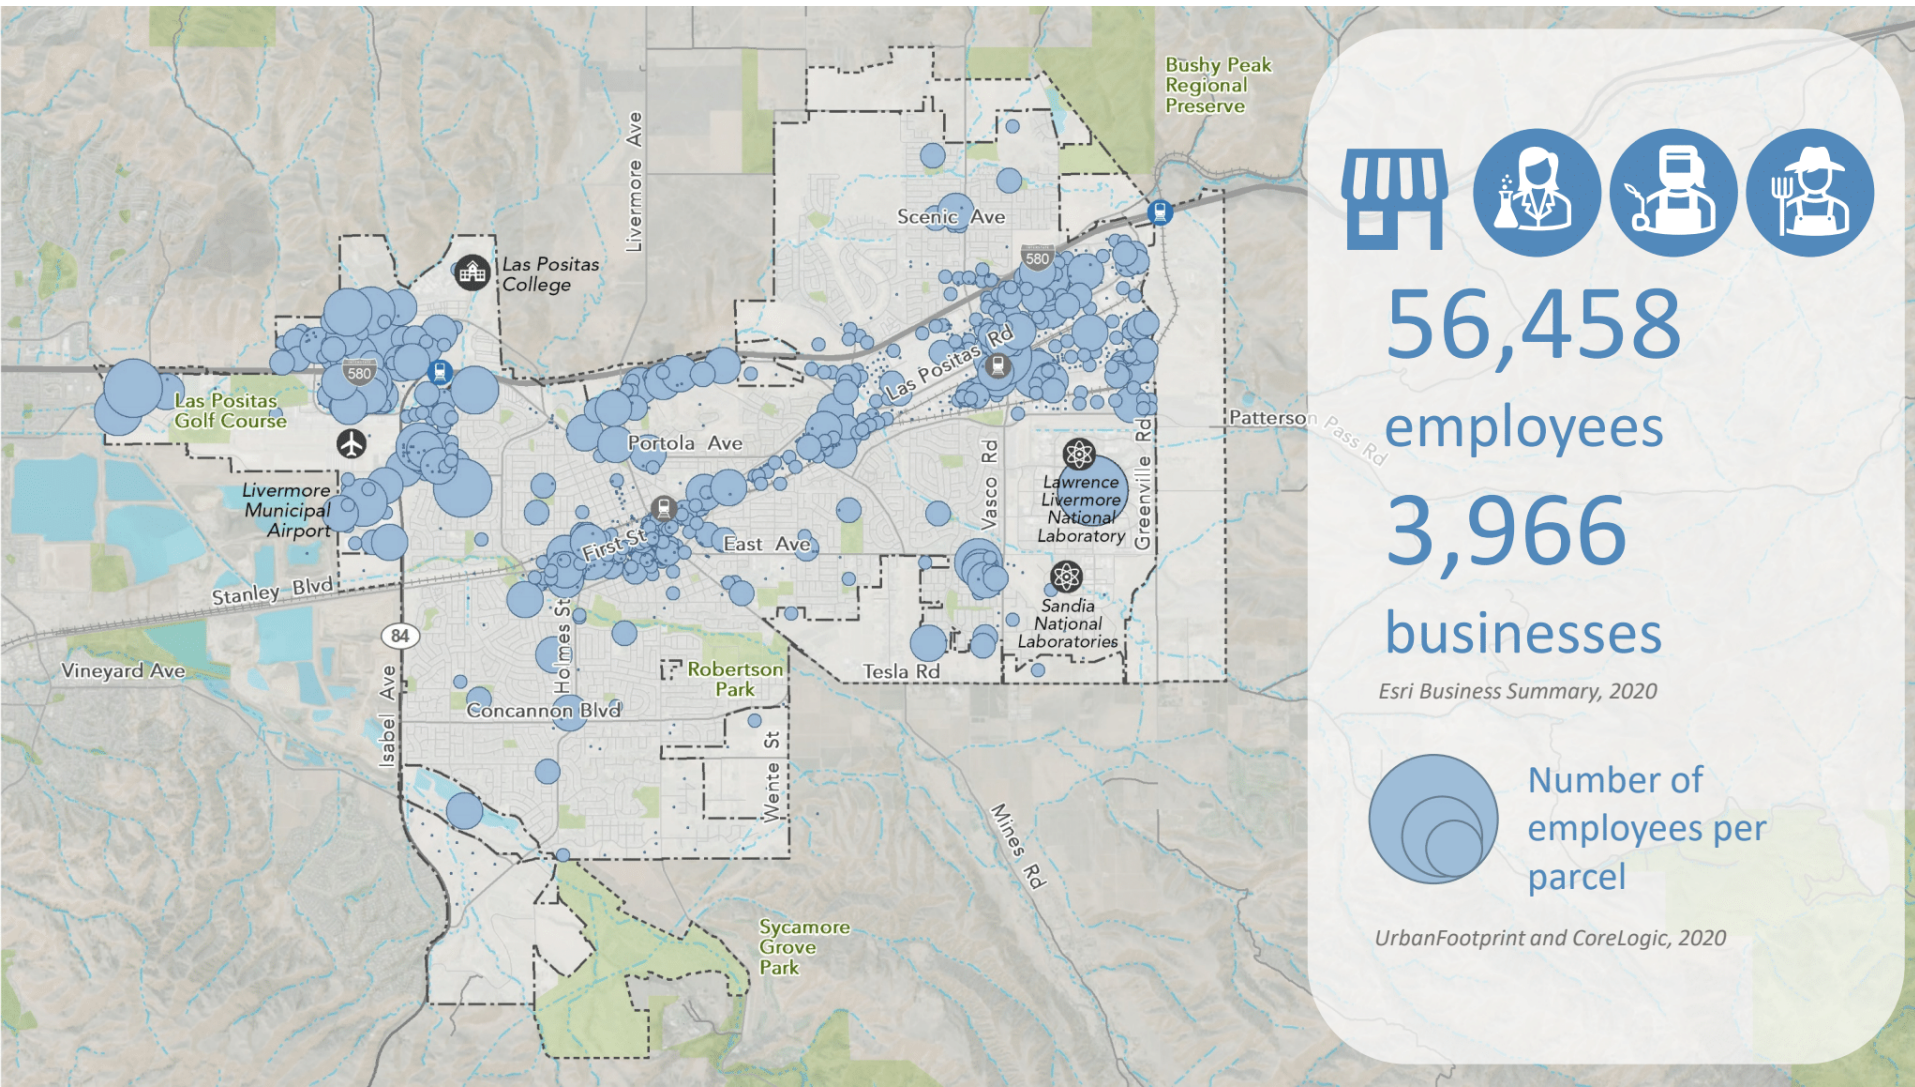 Bushy Peak
Regional
Preserve
Livermore Ave
Scenic Ave
580
Las Positas
College
580
Las Positas Rd
Las Positas
Golf Course
Portola Ave
Patterson Pass Rd
Vasco Rd
Greenville Rd
Lawrence
Livermore
National
Laboratory
Livermore
Municipal
Airport
First St
East Ave
Stanley Blvd
Sandia
National
Laboratories
84
Holmes St
Vineyard Ave
Robertson
Park
Tesla Rd
Isabel Ave
Concannon Blvd
Wente St
Mines Rd
Sycamore
Grove
Park
56,458
employees
3,966
businesses
Esri Business Summary, 2020
Number of
employees per
parcel
UrbanFootprint and CoreLogic, 2020